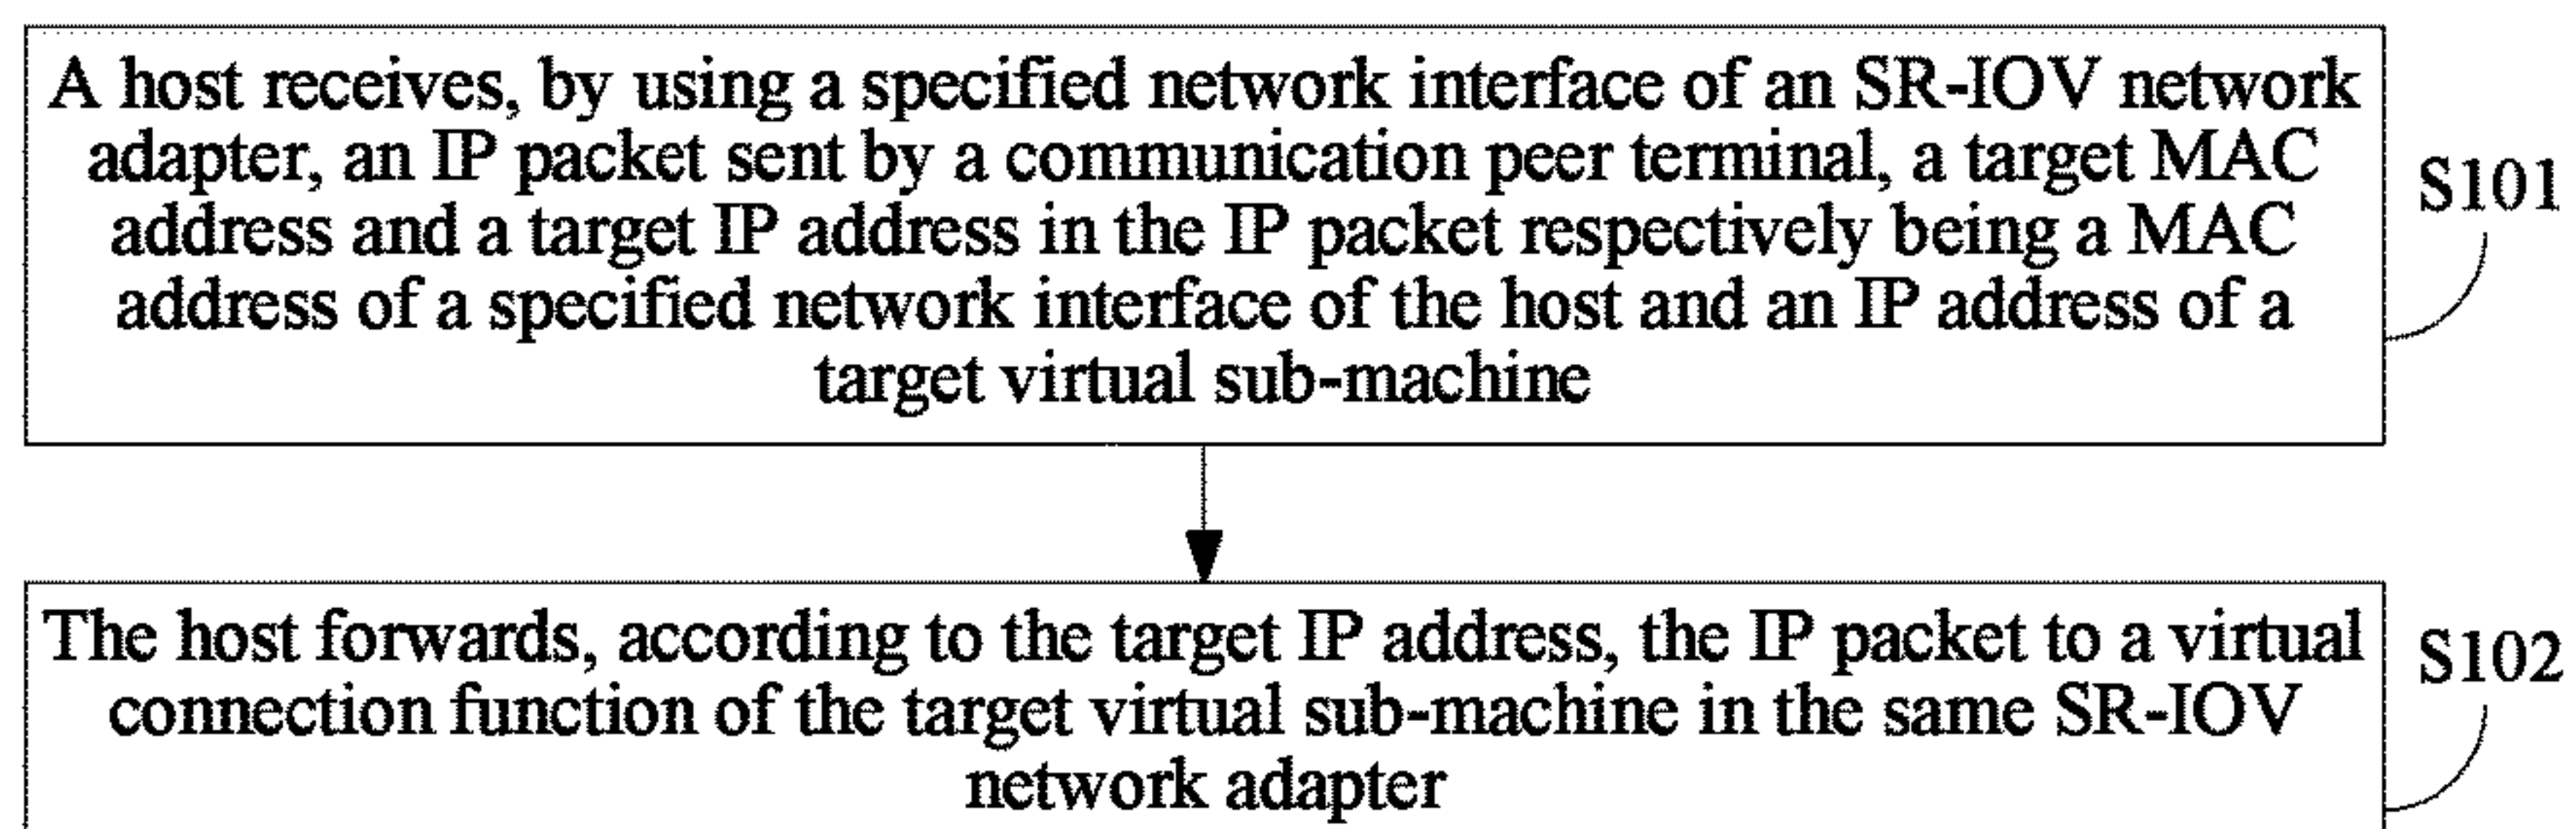 A host receives, by using a specified network interface of an SR-IOV network
adapter, an IP packet sent by a communication peer terminal, a target MAC
address and a target IP address in the IP packet respectively being a MAC
address of a specified network interface of the host and an IP address of a
target virtual sub-machine
S101
The host forwards, according to the target IP address, the IP packet to a virtual
connection function of the target virtual sub-machine in the same SR-IOV
network adapter
S102